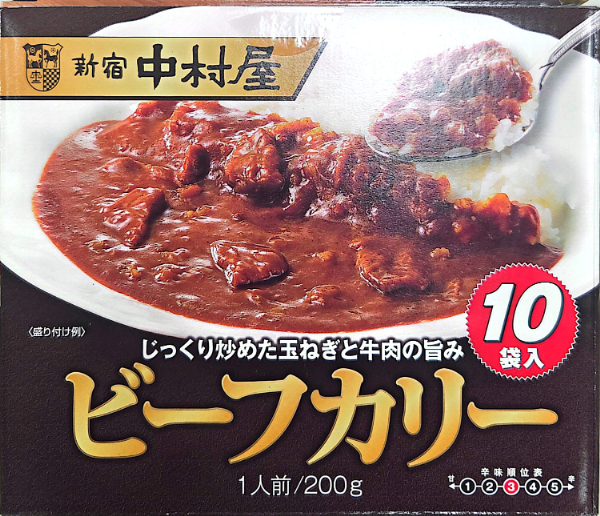 新宿 中村屋
〈盛り付け例〉
じっくり炒めた玉ねぎと牛肉の旨み
10
袋入
ビーフカリー
1人前/200g
辛味順位表
甘 1 2 3 4 5 辛